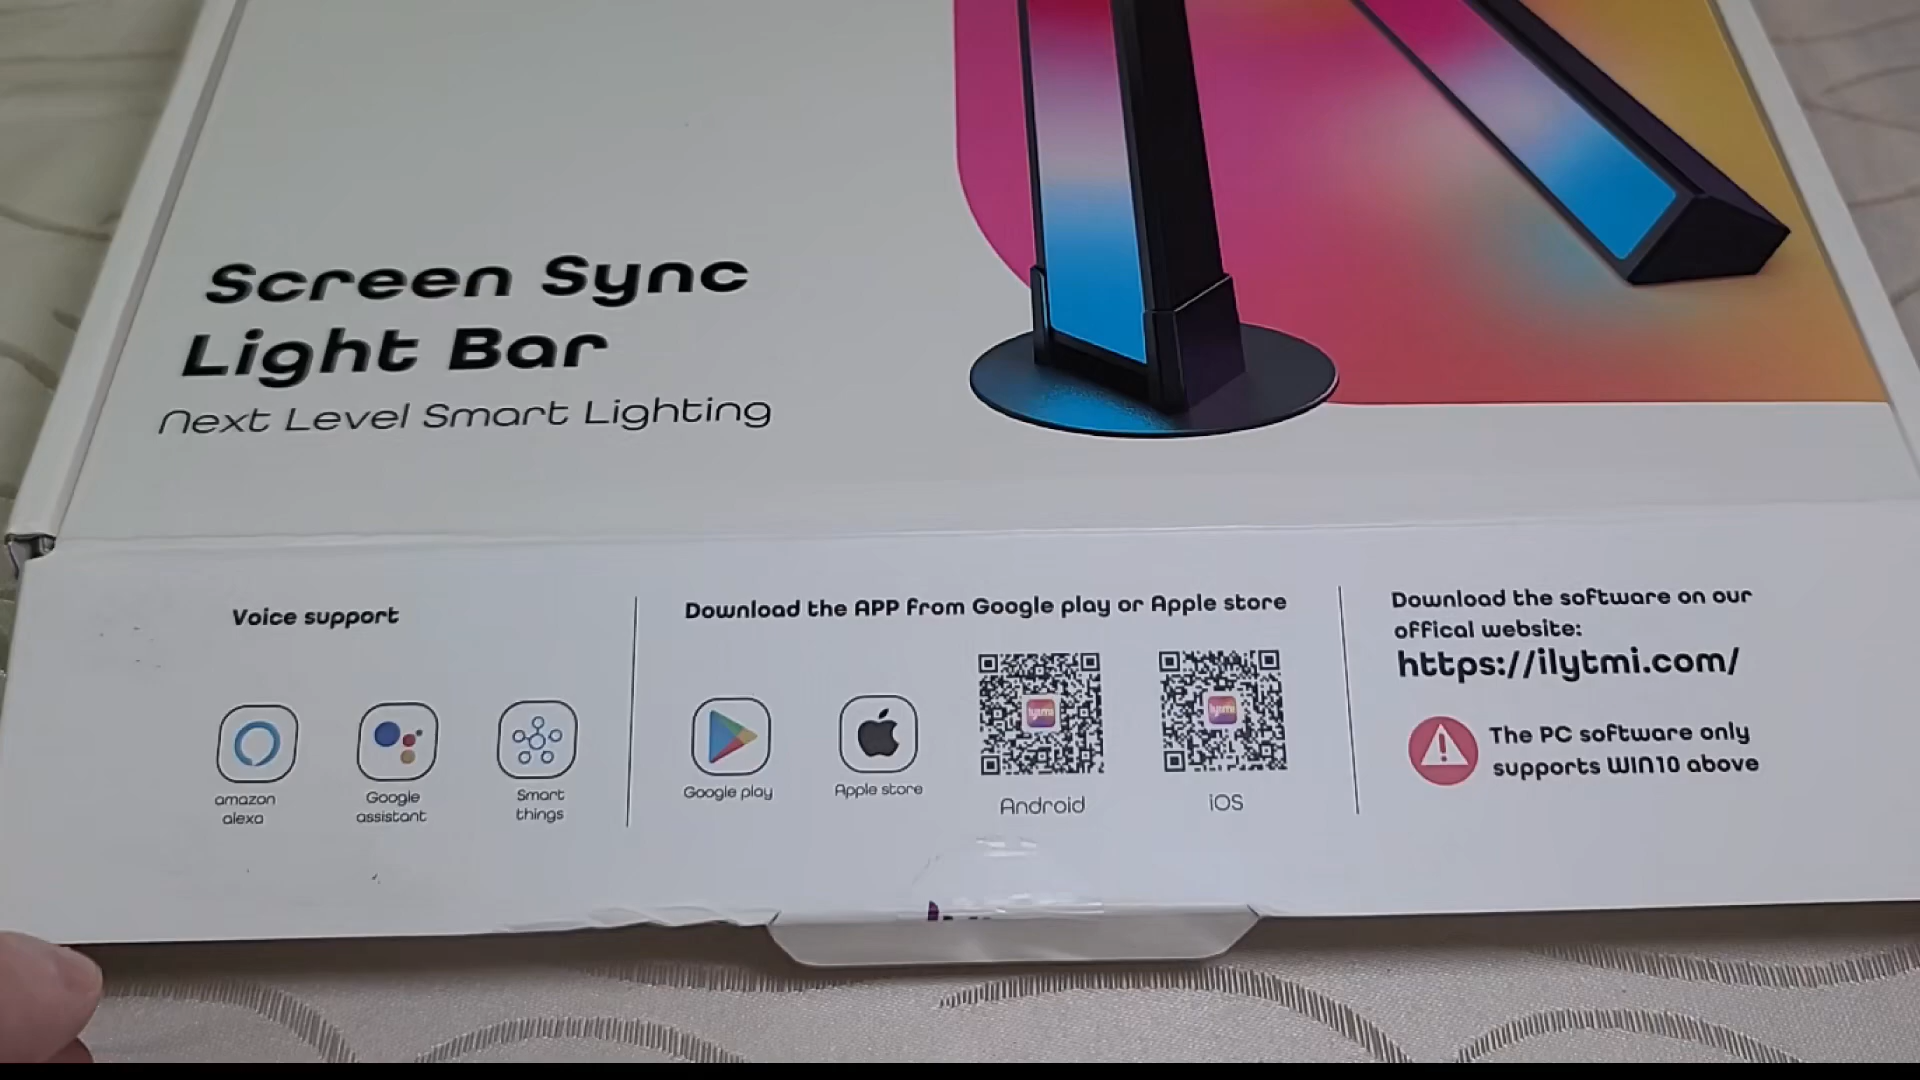 Screen Sync
Light Bar
Next Level Smart Lighting
Voice support
amazon
alexa
Google
assistant
Smart
things
Download the APP from Google play or Apple store
Google play
Apple store
lytmi
Android
lytmi
iOS
Download the software on our
offical website:
https://ilytmi.com/
The PC software only
supports WIN10 above